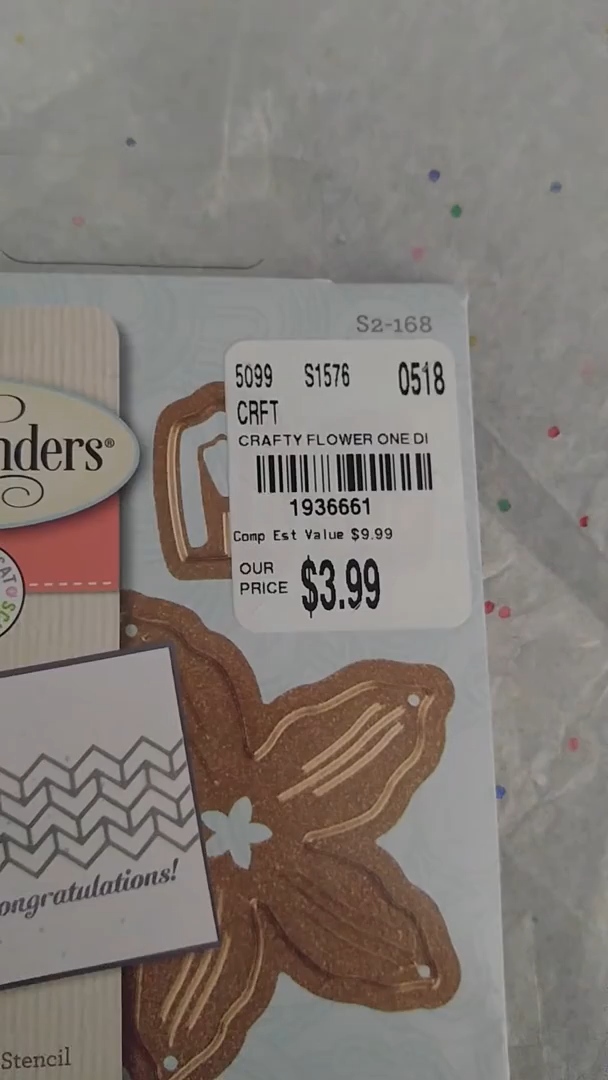 S2-168
5099 S1576 0518
CRFT
CRAFTY FLOWER ONE DI
1936661
Comp Est Value $9.99
OUR
PRICE $3.99
nders®
ongratulations!
Stencil